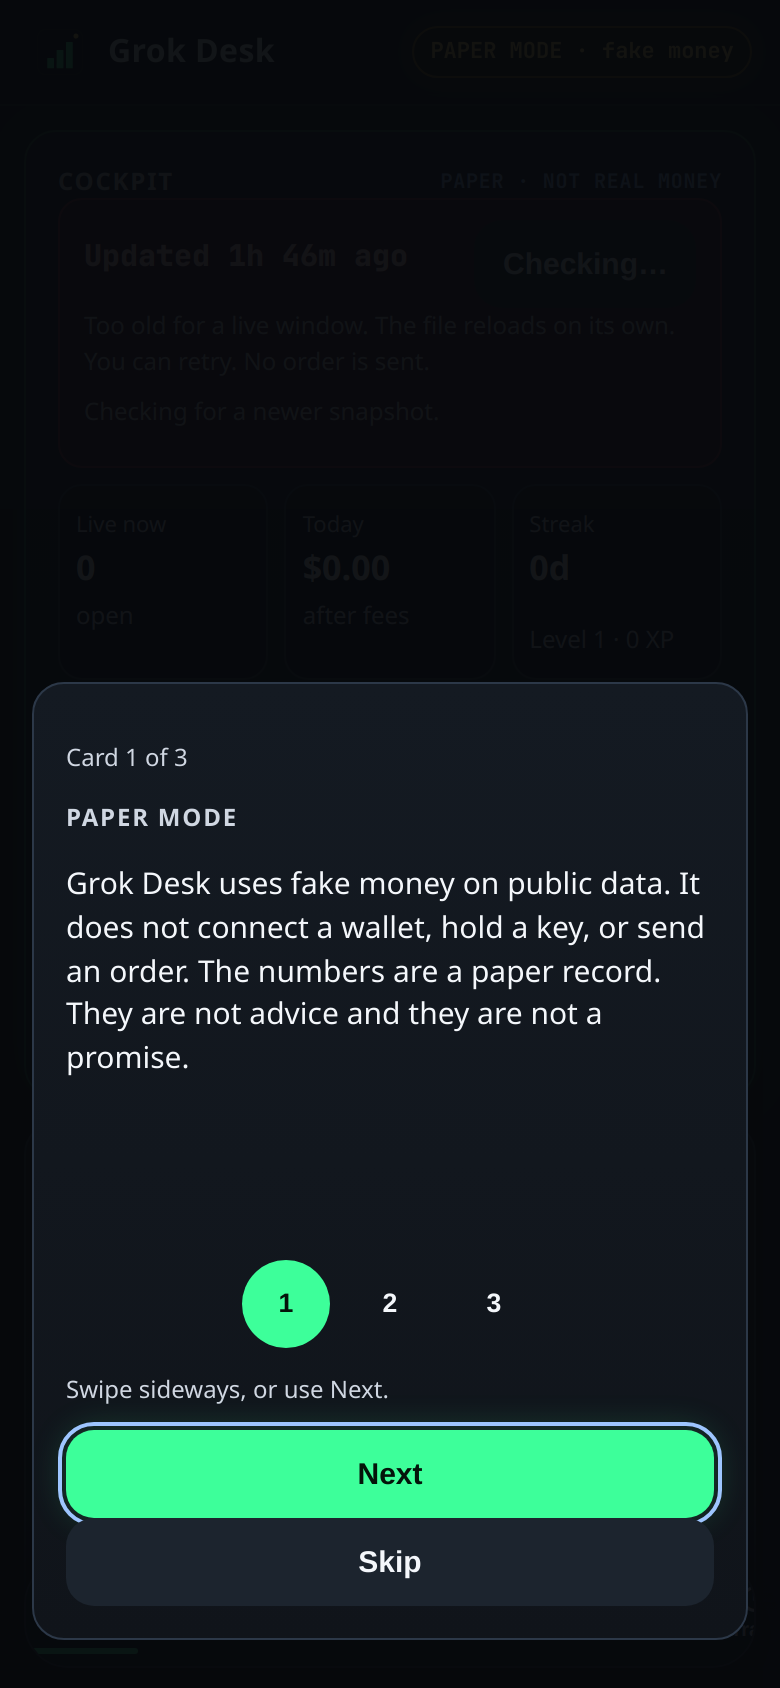 Grok Desk
PAPER MODE · fake money
COCKPIT
PAPER · NOT REAL MONEY
Updated 1h 46m ago
Checking...
Too old for a live window. The file reloads on its own.
You can retry. No order is sent.
Checking for a newer snapshot.
Live now
0
open
Today
$0.00
after fees
Streak
0d
Level 1 · 0 XP
Card 1 of 3
PAPER MODE
Grok Desk uses fake money on public data. It
does not connect a wallet, hold a key, or send
an order. The numbers are a paper record.
They are not advice and they are not a
promise.
1
2
3
Swipe sideways, or use Next.
Next
Skip